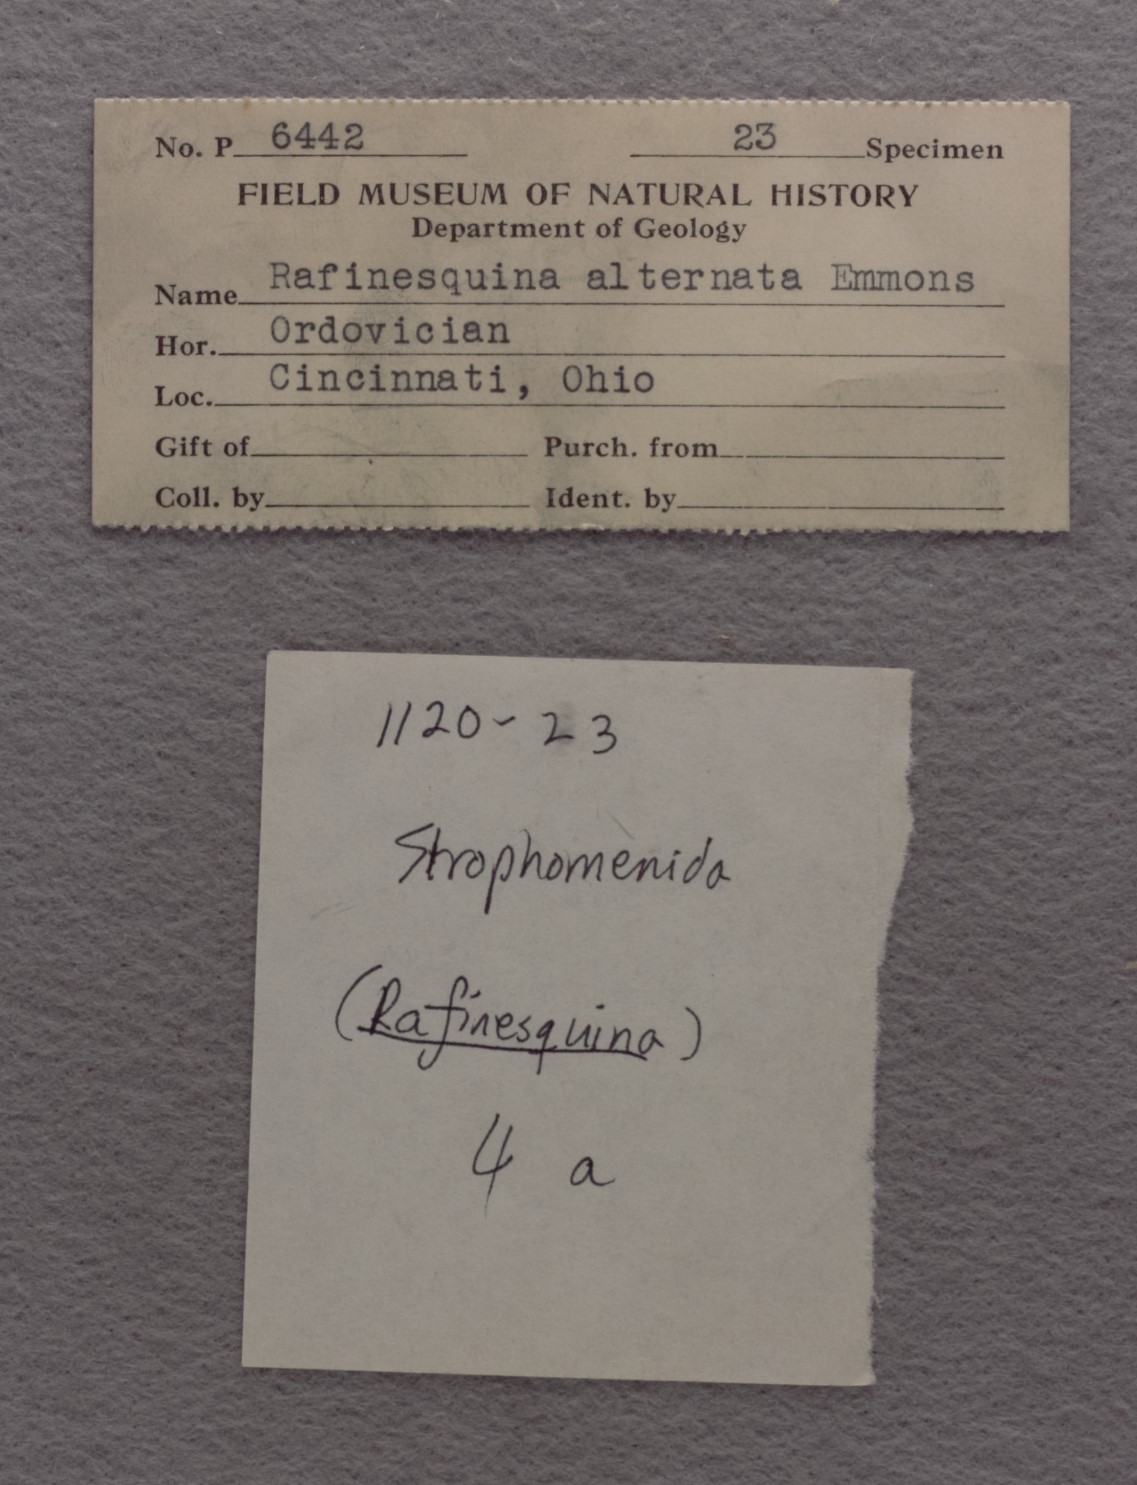 No. P 6442 23 Specimen
FIELD MUSEUM OF NATURAL HISTORY
Department of Geology
Name Rafinesquina alternata Emmons
Hor. Ordovician
Loc. Cincinnati, Ohio
Gift of Purch. from
Coll. by Ident. by
1120-23
Strophomenida
(Rafinesquina)
4 a